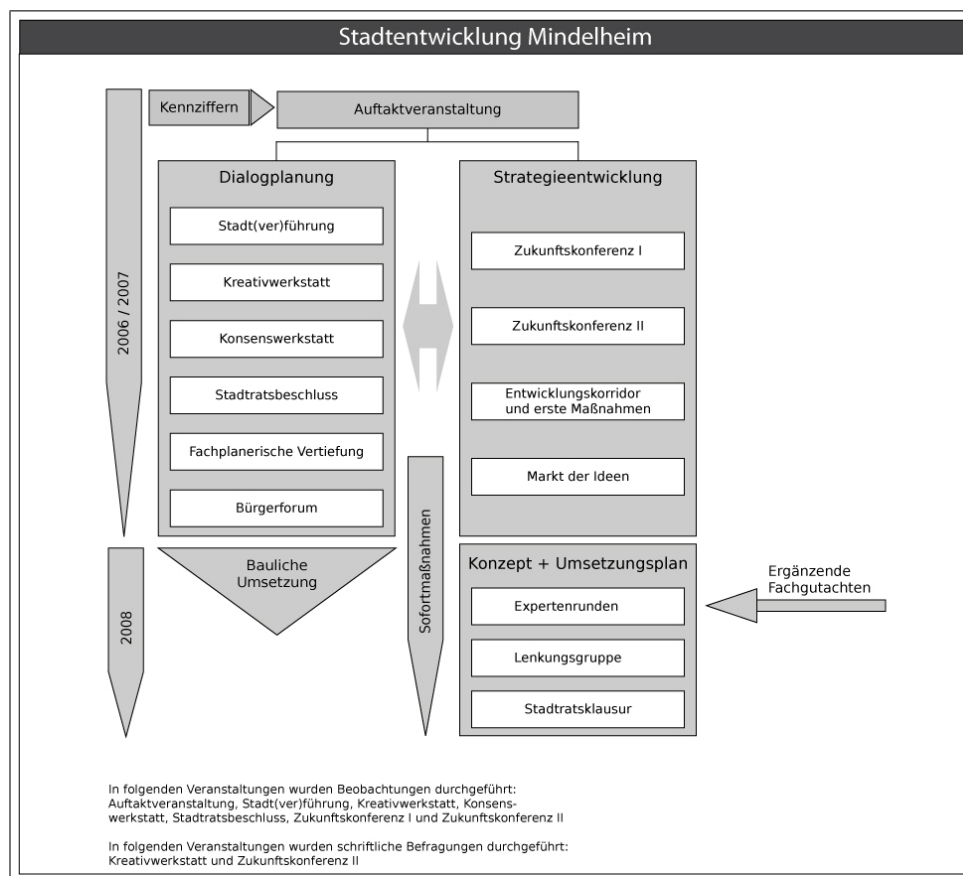 Stadtentwicklung Mindelheim
Kennziffern
Auftaktveranstaltung
2006 / 2007
Dialogplanung
Stadt(ver)führung
Kreativwerkstatt
Konsenswerkstatt
Stadtratsbeschluss
Fachplanerische Vertiefung
Bürgerforum
Strategieentwicklung
Zukunftskonferenz I
Zukunftskonferenz II
Entwicklungskorridor
und erste Maßnahmen
Markt der Ideen
2008
Bauliche
Umsetzung
Sofortmaßnahmen
Konzept + Umsetzungsplan
Expertenrunden
Lenkungsgruppe
Stadtratsklausur
Ergänzende
Fachgutachten
In folgenden Veranstaltungen wurden Beobachtungen durchgeführt:
Auftaktveranstaltung, Stadt(ver)führung, Kreativwerkstatt, Konsens-
werkstatt, Stadtratsbeschluss, Zukunftskonferenz I und Zukunftskonferenz II
In folgenden Veranstaltungen wurden schriftliche Befragungen durchgeführt:
Kreativwerkstatt und Zukunftskonferenz II